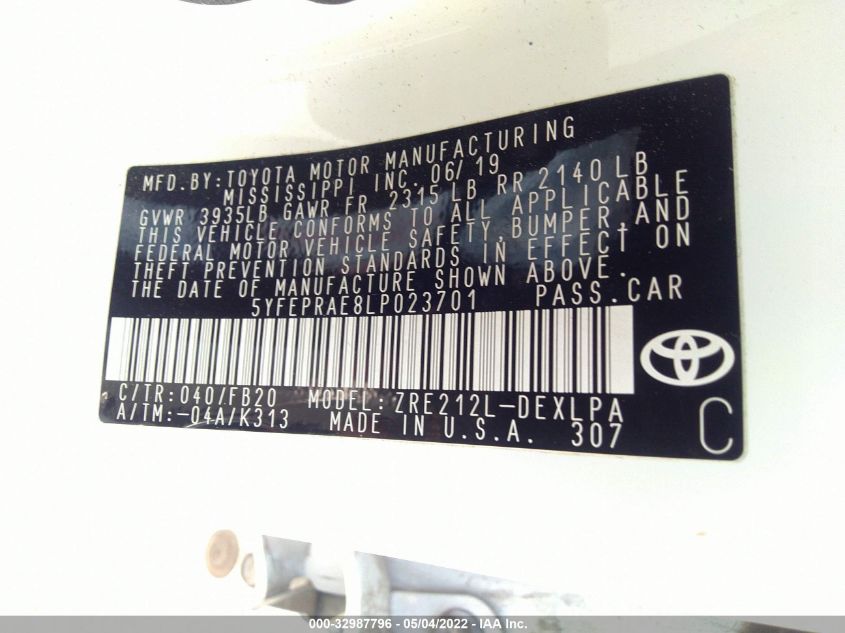 MFD.BY:TOYOTA MOTOR MANUFACTURING
MISSISSIPPI INC. 06/19
GVWR 3935LB GAWR FR 2315 LB RR 2140 LB
THIS VEHICLE CONFORMS TO ALL APPLICABLE
FEDERAL MOTOR VEHICLE SAFETY,BUMPER,AND
THEFT PREVENTION STANDARDS IN EFFECT ON
THE DATE OF MANUFACTURE SHOWN ABOVE.
5YFEPRAE8LP023701 PASS.CAR
C/TR:040/FB20 MODEL:ZRE212L-DEXLPA
A/TM:-04A/K313 MADE IN U.S.A. 307
C
000-32987796 - 05/04/2022 - IAA Inc.